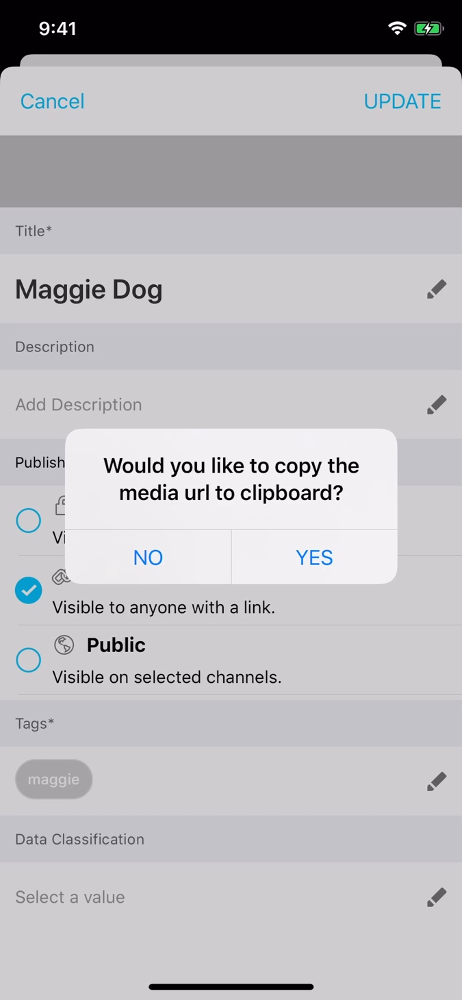 9:41
Cancel
UPDATE
Title*
Maggie Dog
Description
Add Description
Publish
Would you like to copy the
media url to clipboard?
NO
YES
Visible to anyone with a link.
Public
Visible on selected channels.
Tags*
maggie
Data Classification
Select a value